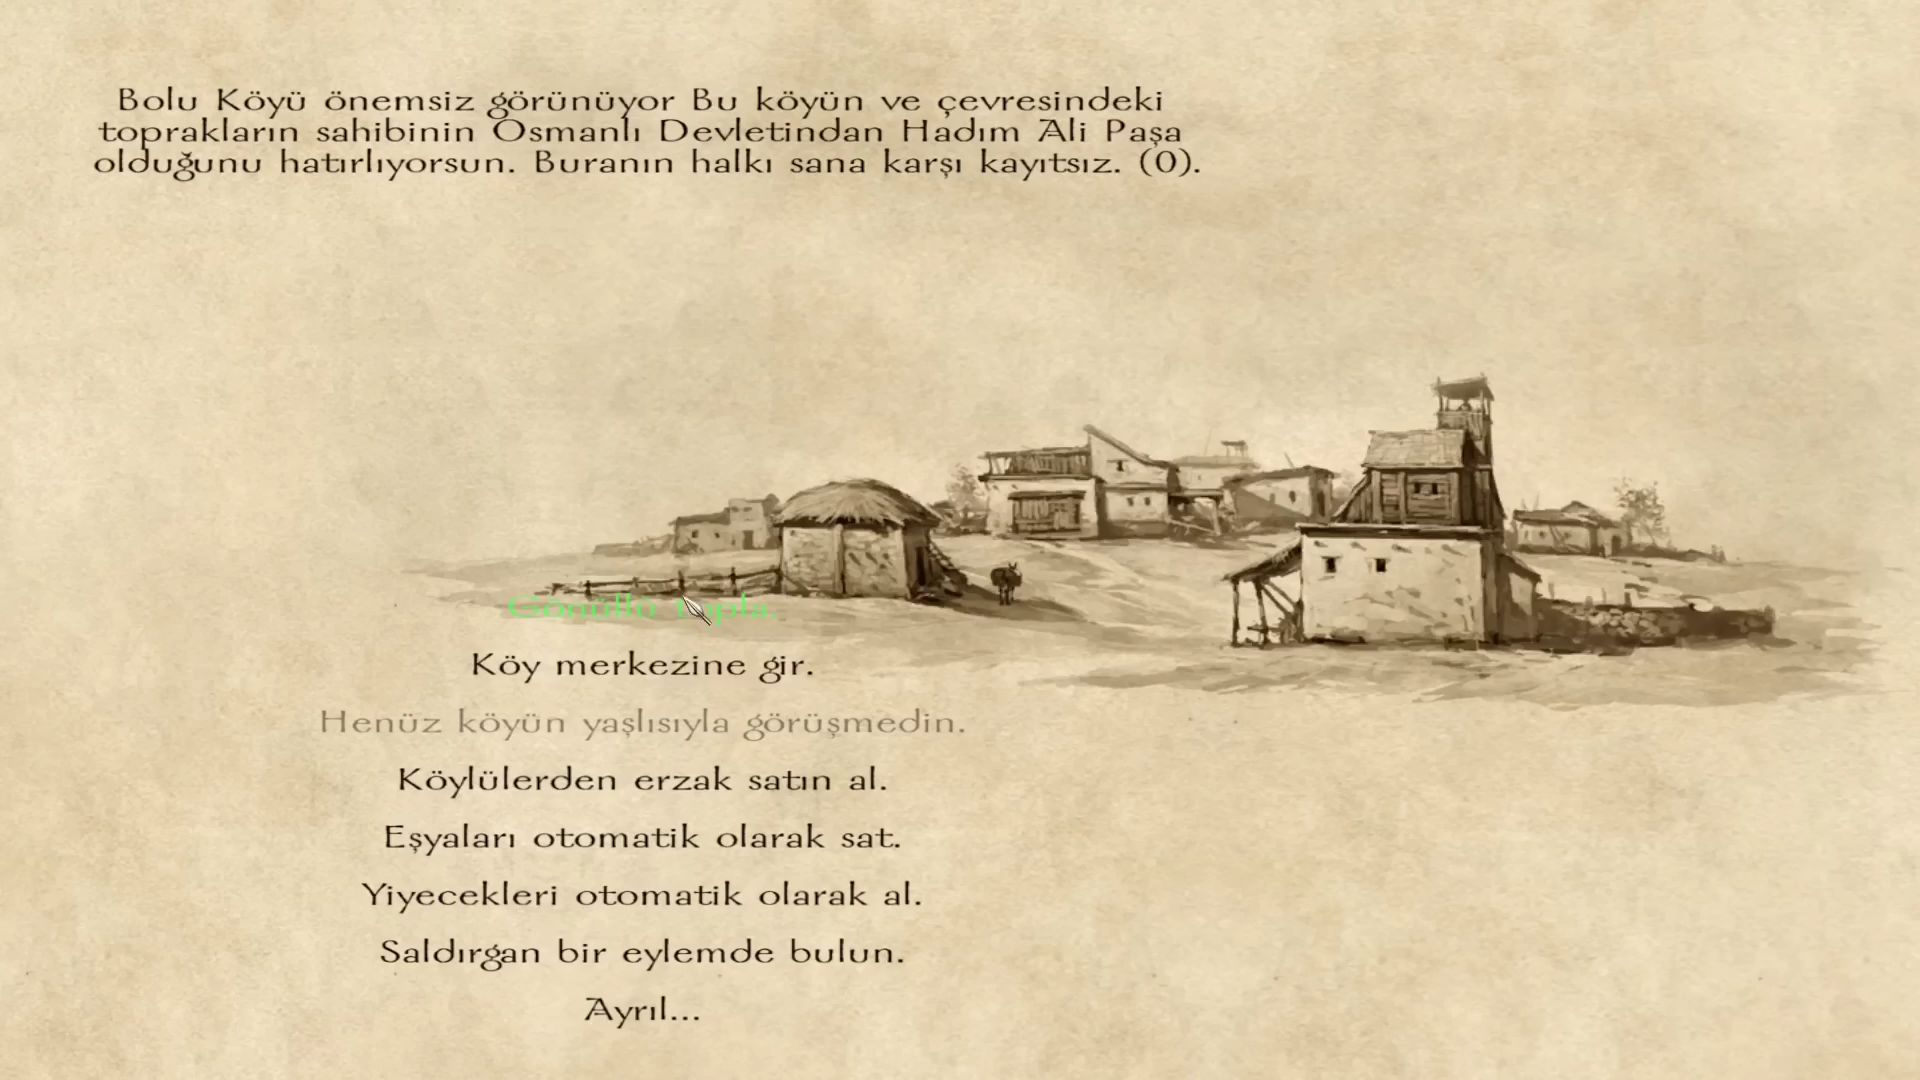 Bolu Köyü önemsiz görünüyor Bu köyün ve çevresindeki
toprakların sahibinin Osmanlı Devletindan Hadım Ali Paşa
olduğunu hatırlıyorsun. Buranın halkı sana karşı kayıtsız. (0).
Gönüllü topla.
Köy merkezine gir.
Henüz köyün yaşlısıyla görüşmedin.
Köylülerden erzak satın al.
Eşyaları otomatik olarak sat.
Yiyecekleri otomatik olarak al.
Saldırgan bir eylemde bulun.
Ayrıl...